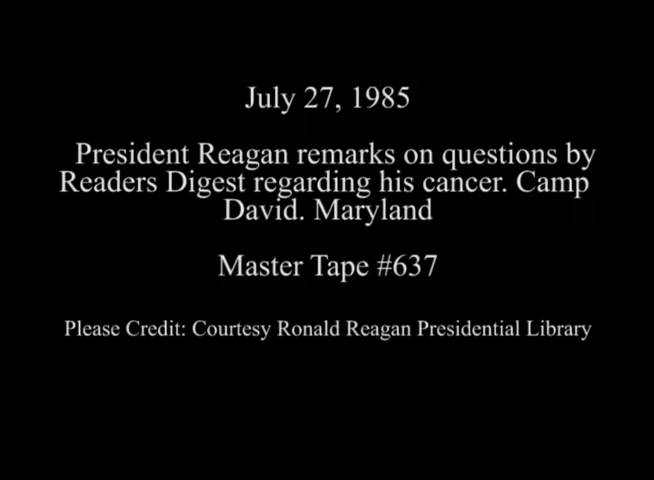 July 27, 1985
President Reagan remarks on questions by
Readers Digest regarding his cancer. Camp
David. Maryland
Master Tape #637
Please Credit: Courtesy Ronald Reagan Presidential Library